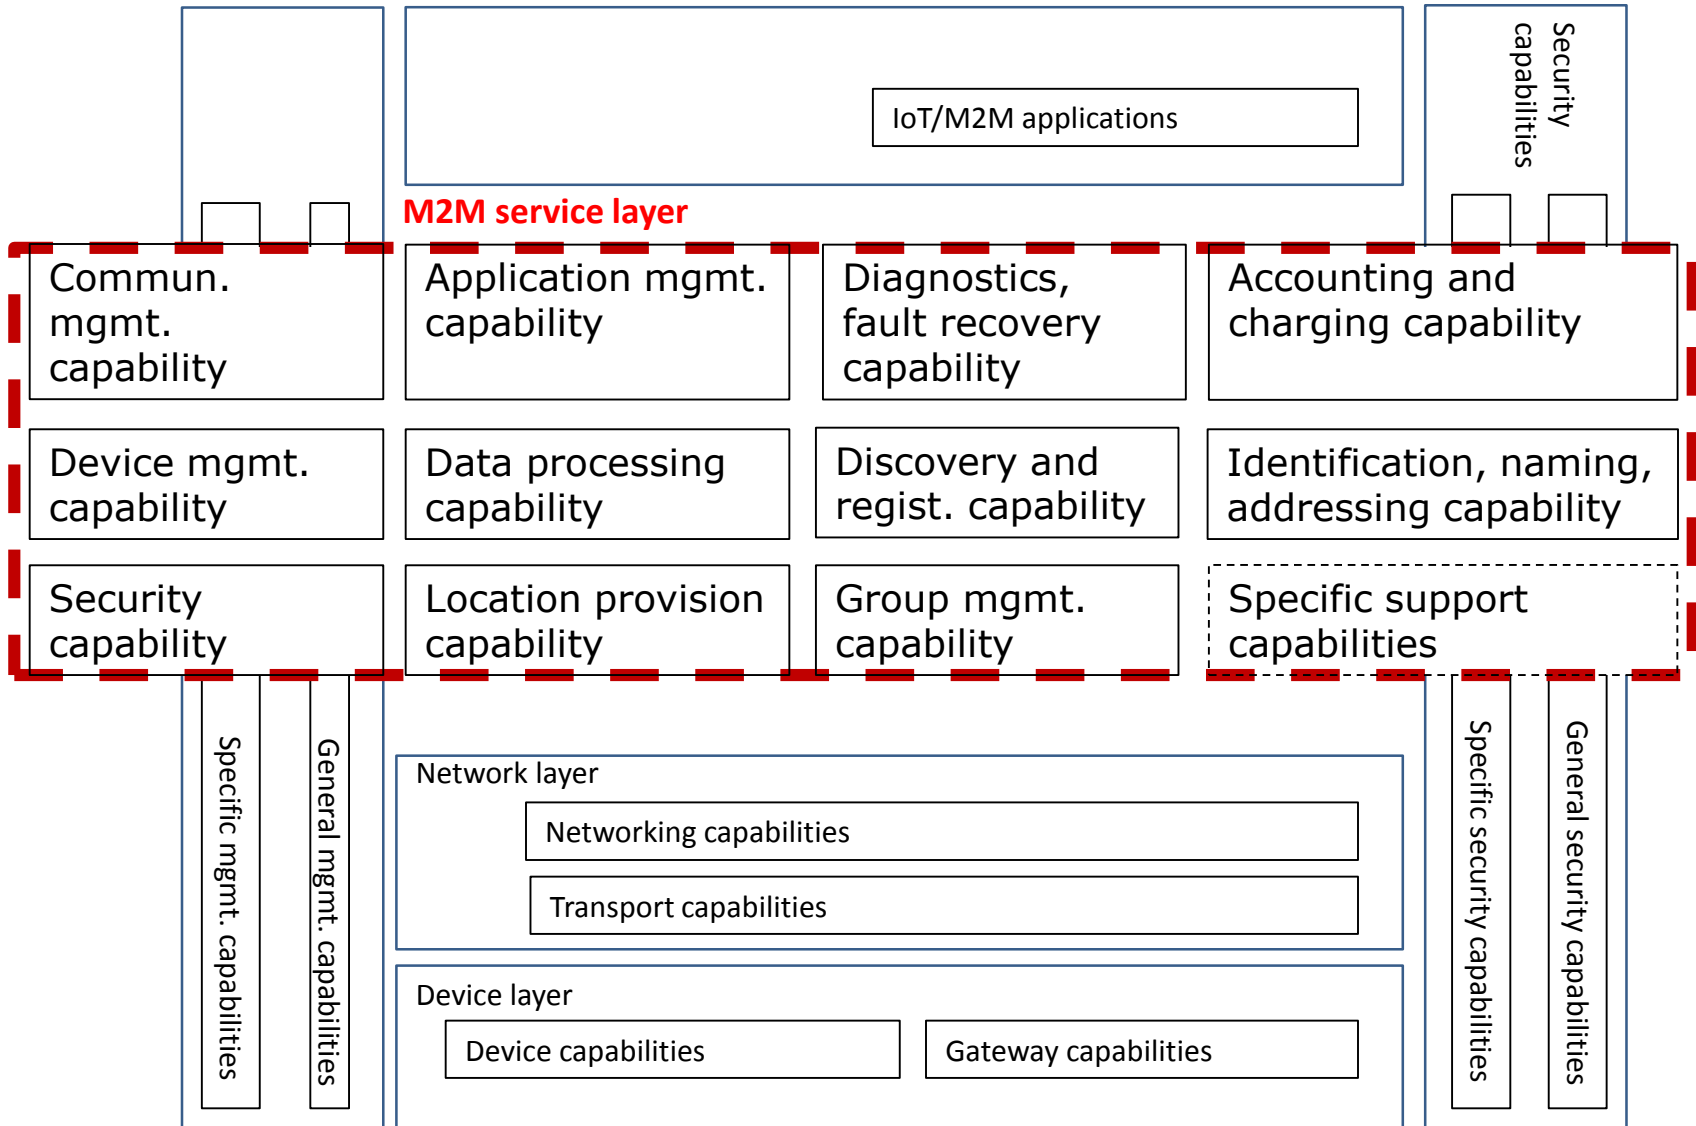 Security
capabilities
IoT/M2M applications
M2M service layer
Commun.
mgmt.
capability
Application mgmt.
capability
Diagnostics,
fault recovery
capability
Accounting and
charging capability
Device mgmt.
capability
Data processing
capability
Discovery and
regist. capability
Identification, naming,
addressing capability
Security
capability
Location provision
capability
Group mgmt.
capability
Specific support
capabilities
Specific mgmt. capabilities
General mgmt. capabilities
Network layer
Networking capabilities
Transport capabilities
Device layer
Device capabilities
Gateway capabilities
Specific security capabilities
General security capabilities